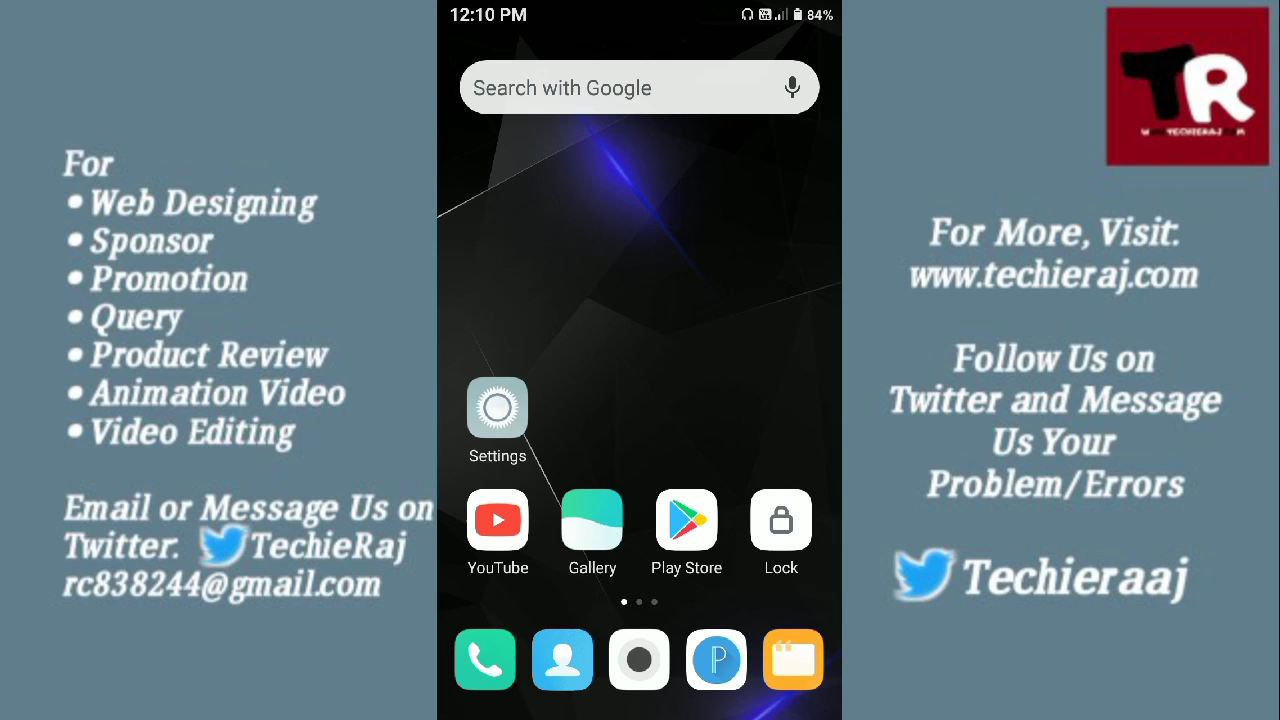 For
• Web Designing
• Sponsor
• Promotion
• Query
• Product Review
• Animation Video
• Video Editing
Email or Message Us on
Twitter. TechieRaj
rc838244@gmail.com
12:10 PM
84%
Search with Google
Settings
YouTube
Gallery
Play Store
Lock
P
TR
For More, Visit:
www.techieraj.com
Follow Us on
Twitter and Message
Us Your
Problem/Errors
Techieraaj